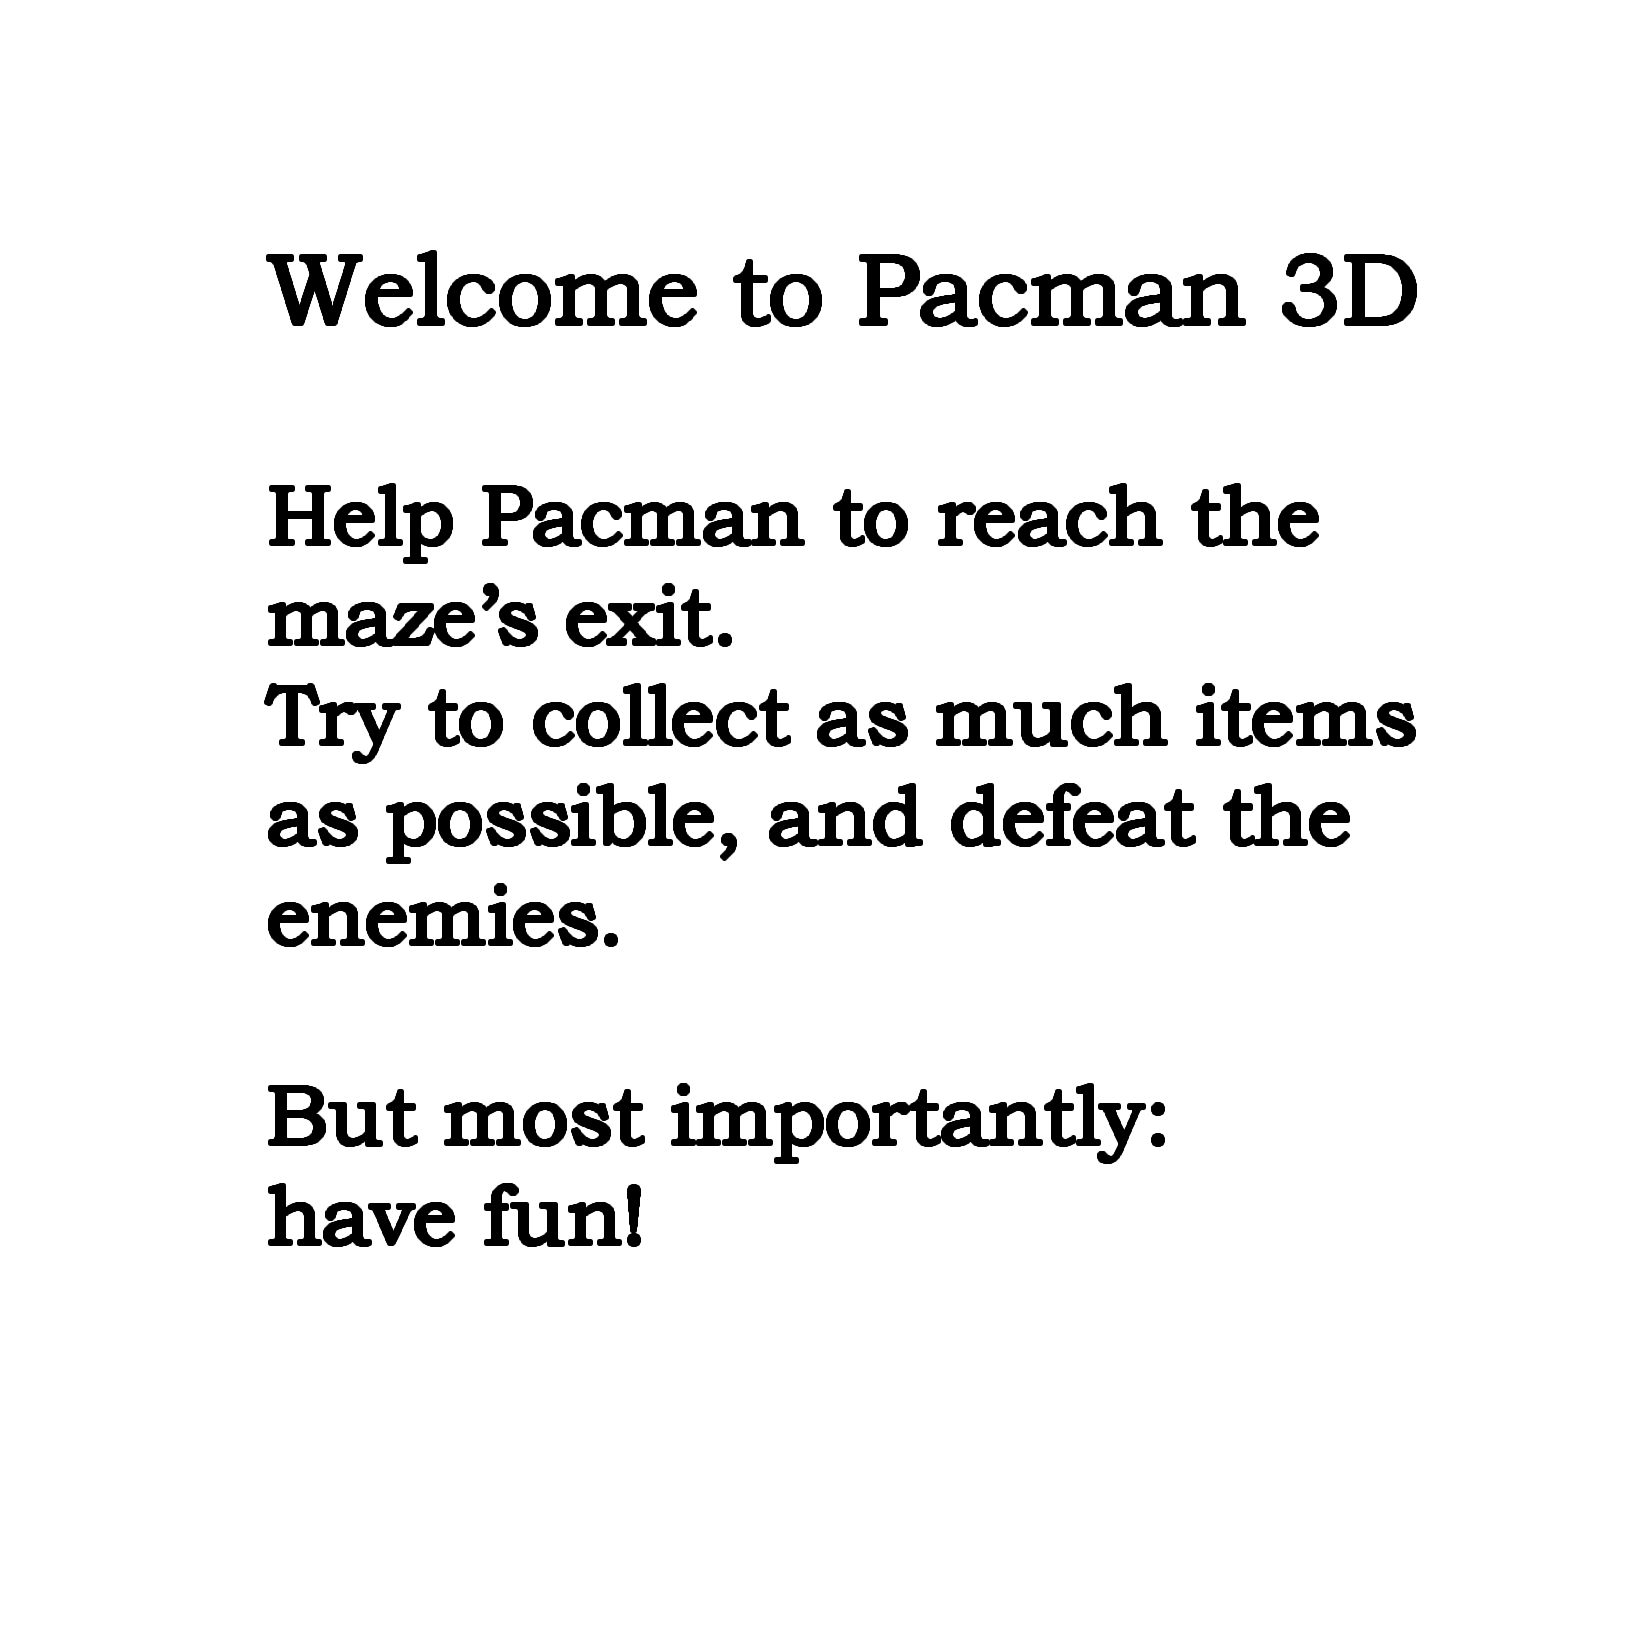 Welcome to Pacman 3D
Help Pacman to reach the
maze’s exit.
Try to collect as much items
as possible, and defeat the
enemies.
But most importantly:
have fun!